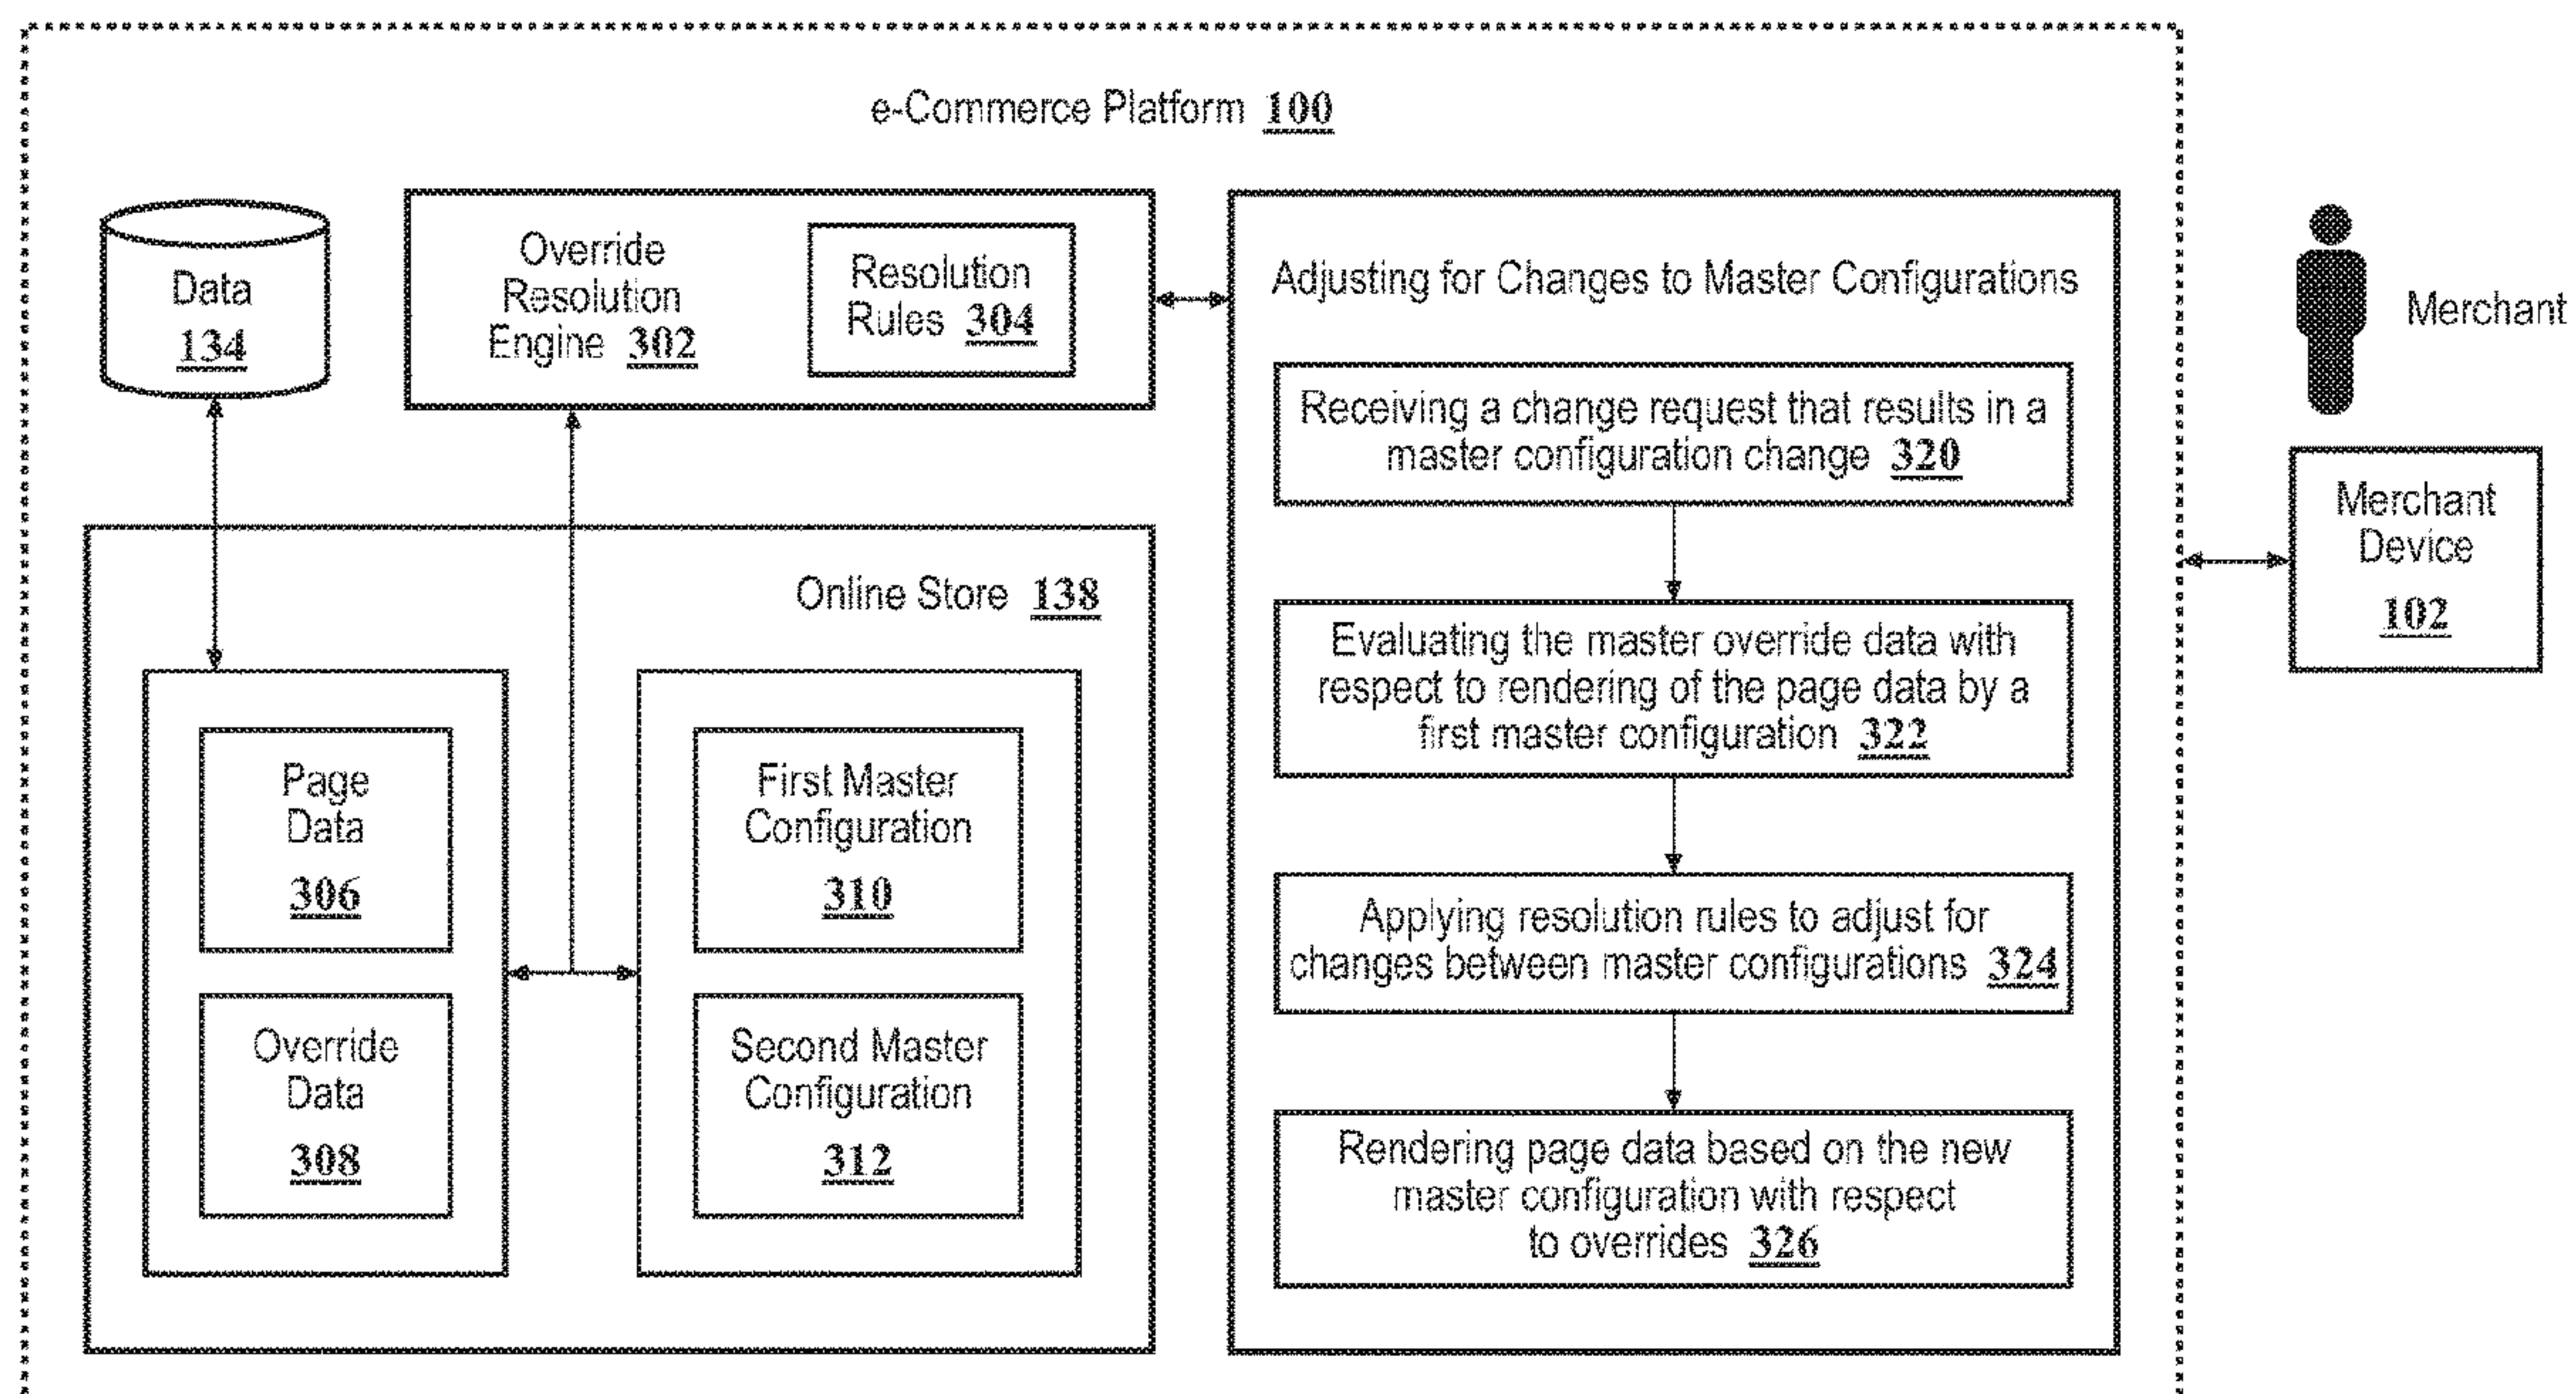 e-Commerce Platform 100
Data
134
Override
Resolution
Engine 302
Resolution
Rules 304
Online Store 138
Page
Data
306
Override
Data
308
First Master
Configuration
310
Second Master
Configuration
312
Adjusting for Changes to Master Configurations
Receiving a change request that results in a
master configuration change 320
Evaluating the master override data with
respect to rendering of the page data by a
first master configuration 322
Applying resolution rules to adjust for
changes between master configurations 324
Rendering page data based on the new
master configuration with respect
to overrides 326
Merchant
Merchant
Device
102